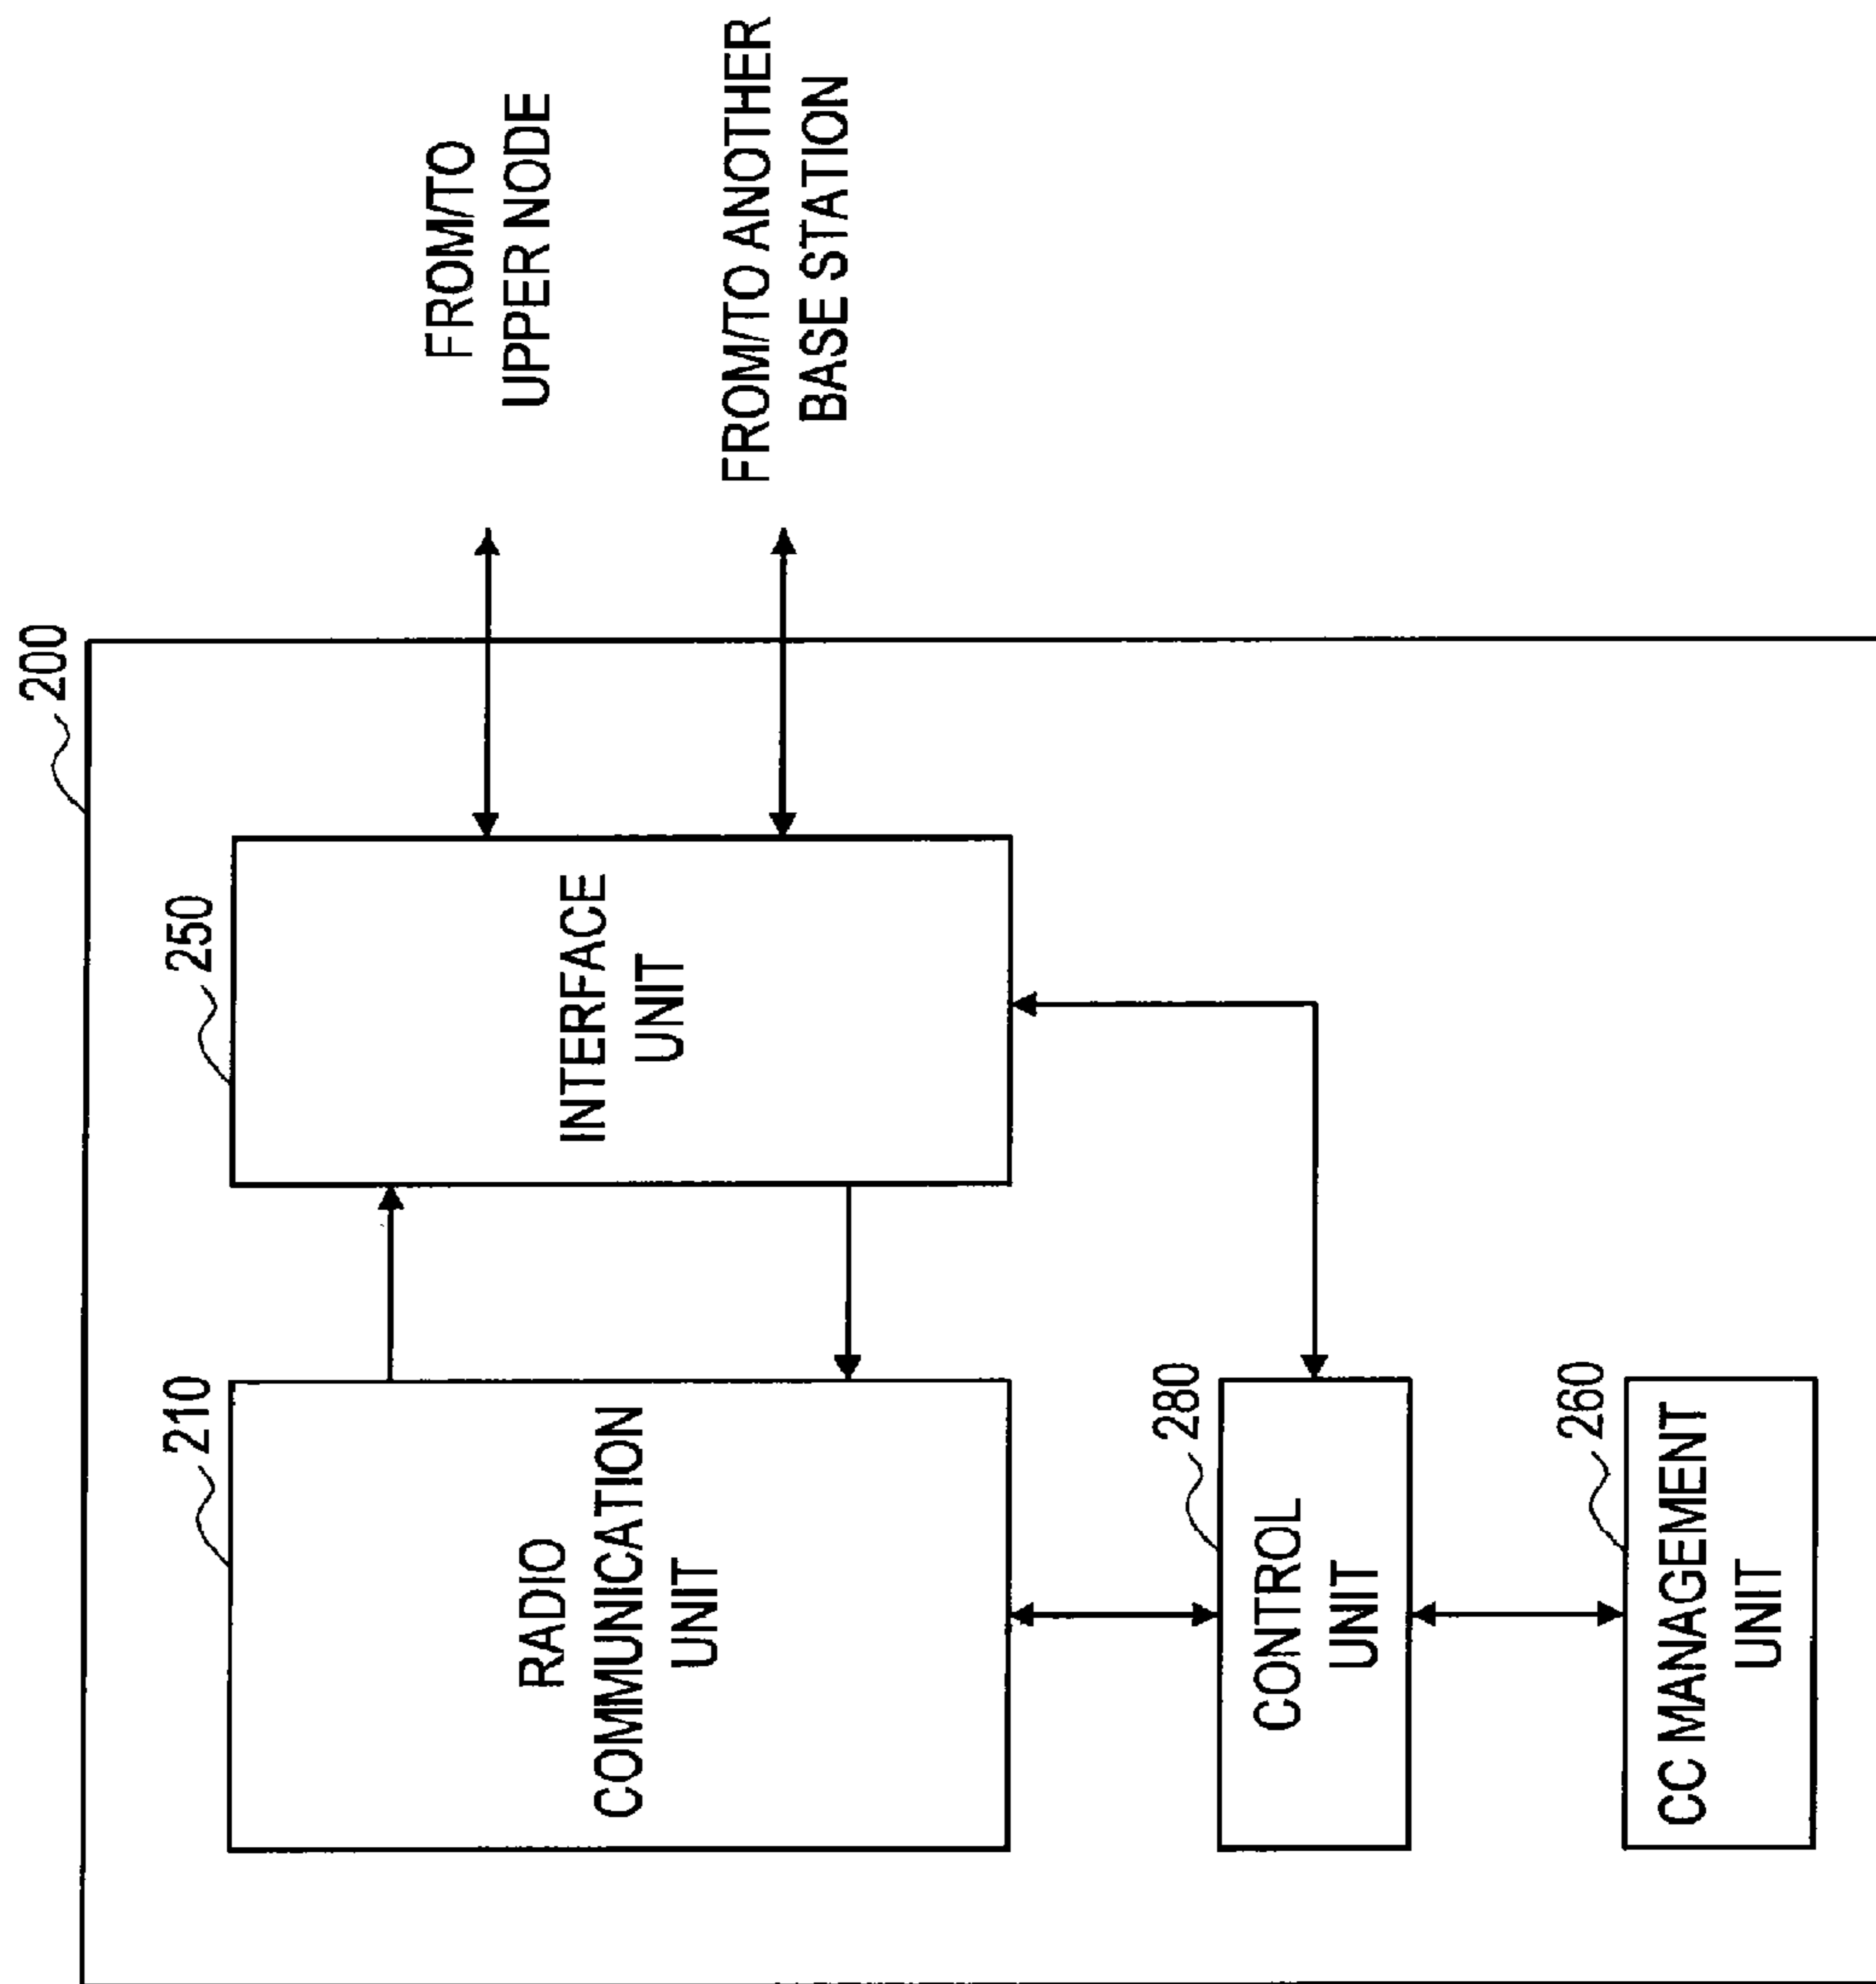 200
210
RADIO
COMMUNICATION
UNIT
250
INTERFACE
UNIT
FROM/TO
UPPER NODE
FROM/TO ANOTHER
BASE STATION
280
CONTROL
UNIT
260
CC MANAGEMENT
UNIT